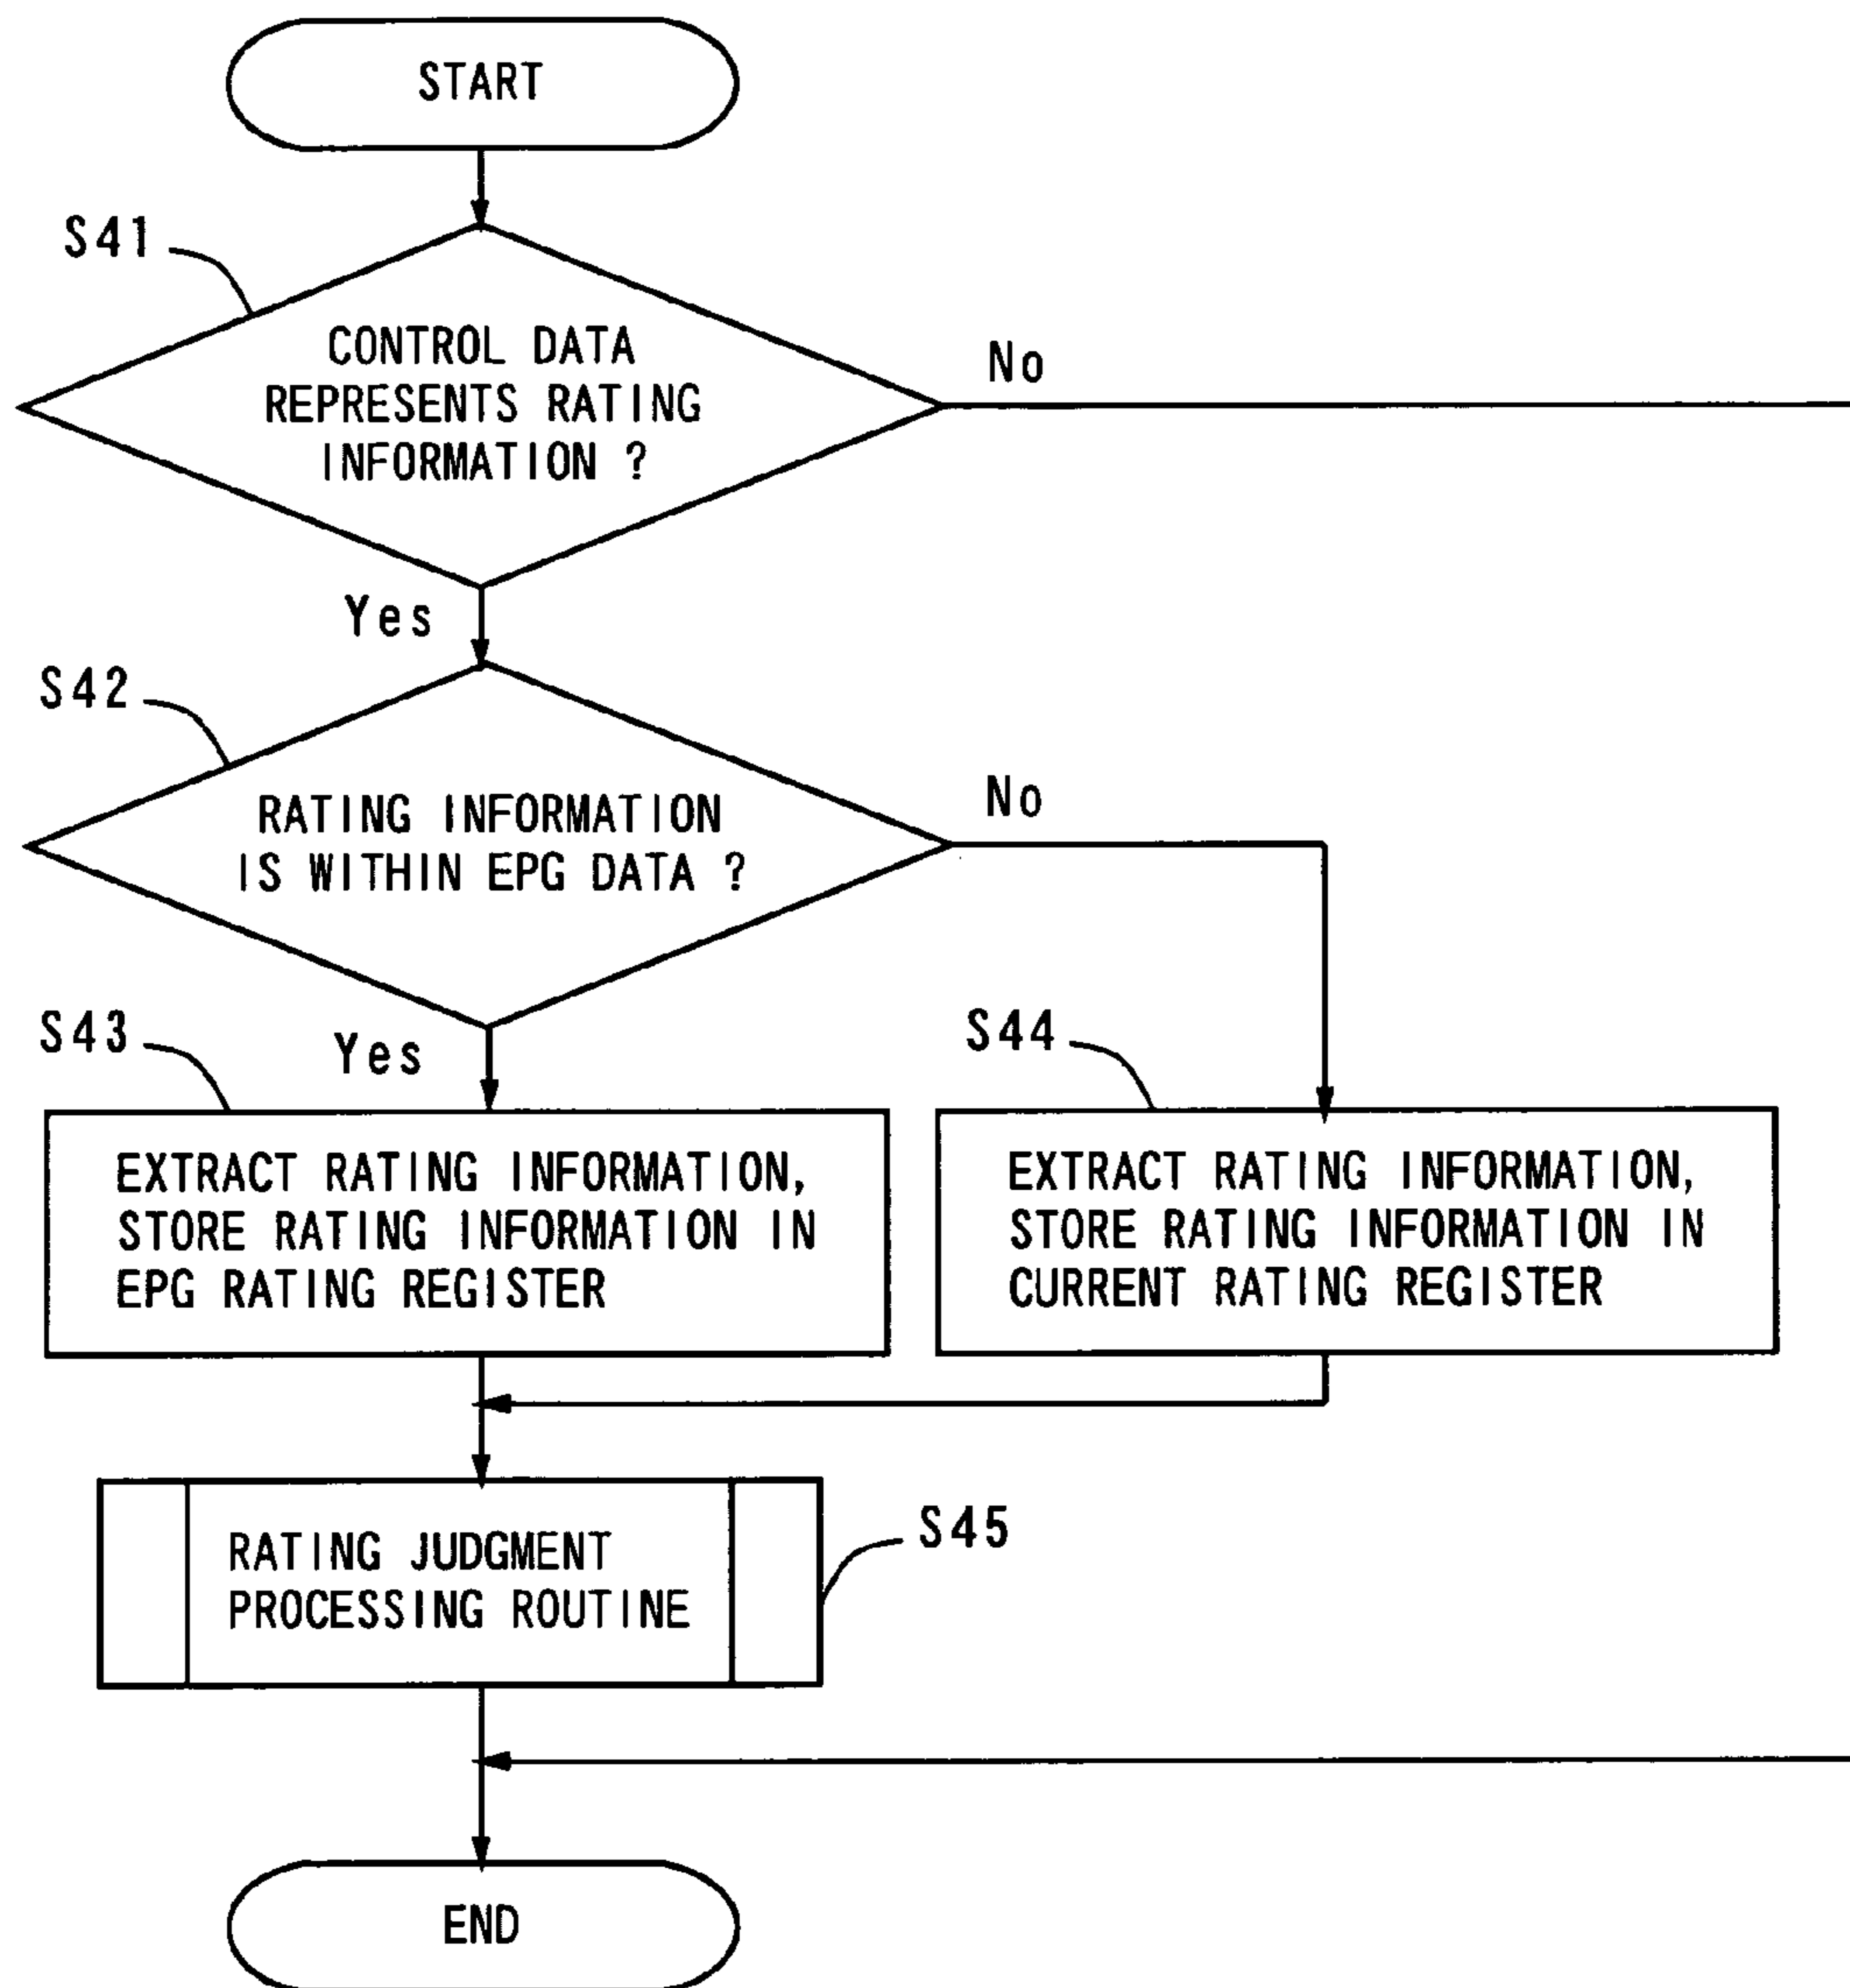 START
S41
CONTROL DATA
REPRESENTS RATING
INFORMATION ?
No
Yes
S42
RATING INFORMATION
IS WITHIN EPG DATA ?
No
Yes
S43
EXTRACT RATING INFORMATION,
STORE RATING INFORMATION IN
EPG RATING REGISTER
S44
EXTRACT RATING INFORMATION,
STORE RATING INFORMATION IN
CURRENT RATING REGISTER
RATING JUDGMENT
PROCESSING ROUTINE
S45
END